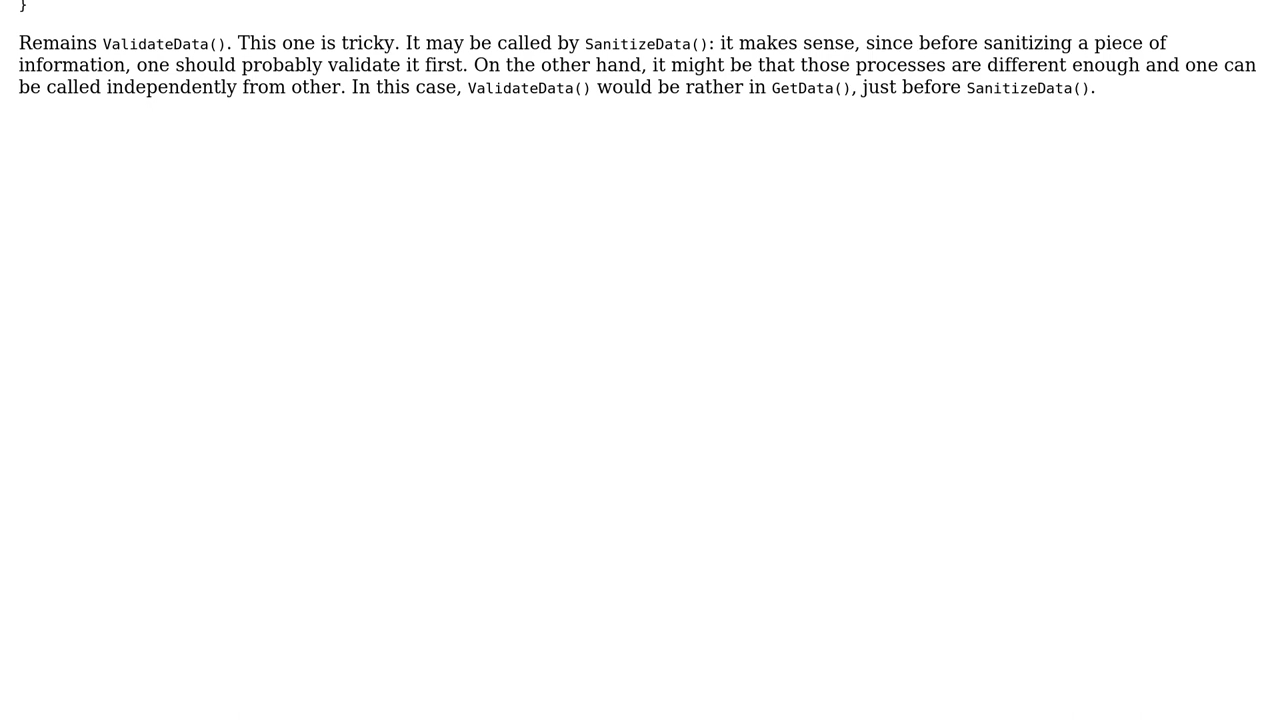 }
Remains ValidateData(). This one is tricky. It may be called by SanitizeData(): it makes sense, since before sanitizing a piece of
information, one should probably validate it first. On the other hand, it might be that those processes are different enough and one can
be called independently from other. In this case, ValidateData() would be rather in GetData(), just before SanitizeData().